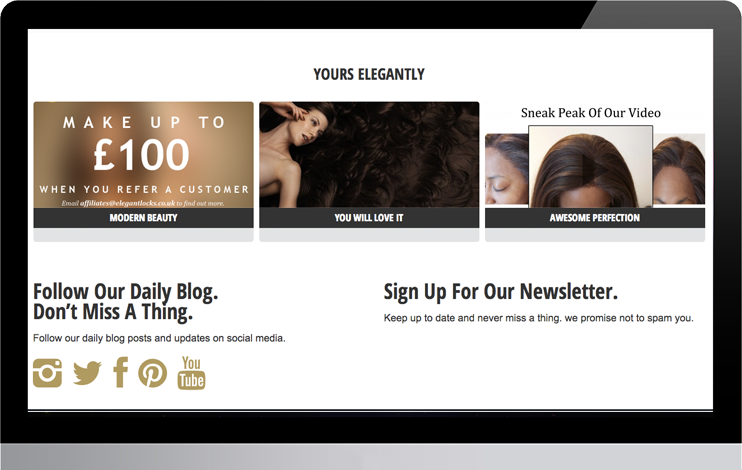 YOURS ELEGANTLY
MAKE UP TO
£100
WHEN YOU REFER A CUSTOMER
Email affiliates@elegantlocks.co.uk to find out more.
MODERN BEAUTY
YOU WILL LOVE IT
Sneak Peak Of Our Video
AWESOME PERFECTION
Follow Our Daily Blog.
Don't Miss A Thing.
Follow our daily blog posts and updates on social media.
You
Tube
Sign Up For Our Newsletter.
Keep up to date and never miss a thing. we promise not to spam you.